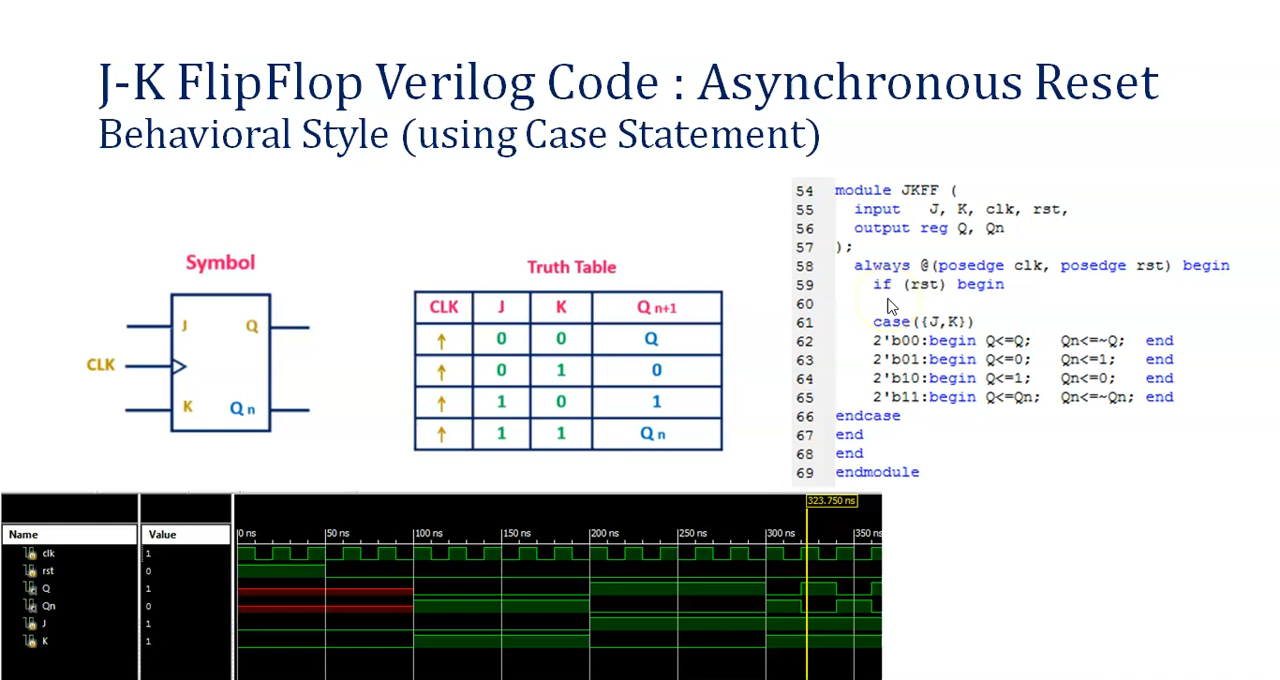 J-K FlipFlop Verilog Code : Asynchronous Reset
Behavioral Style (using Case Statement)
Symbol
J Q
CLK
K Q n
Truth Table
CLK J K Q n+1
↑ 0 0 Q
↑ 0 1 0
↑ 1 0 1
↑ 1 1 Q n
54 module JKFF (
55 input J, K, clk, rst,
56 output reg Q, Qn
57 );
58 always @(posedge clk, posedge rst) begin
59 if (rst) begin
60
61 case({J,K})
62 2'b00:begin Q<=Q; Qn<=~Q; end
63 2'b01:begin Q<=0; Qn<=1; end
64 2'b10:begin Q<=1; Qn<=0; end
65 2'b11:begin Q<=Qn; Qn<=~Qn; end
66 endcase
67 end
68 end
69 endmodule
323.750 ns
Name Value 0 ns 50 ns 100 ns 150 ns 200 ns 250 ns 300 ns 350 ns
clk 1
rst 0
Q 1
Qn 0
J 1
K 1